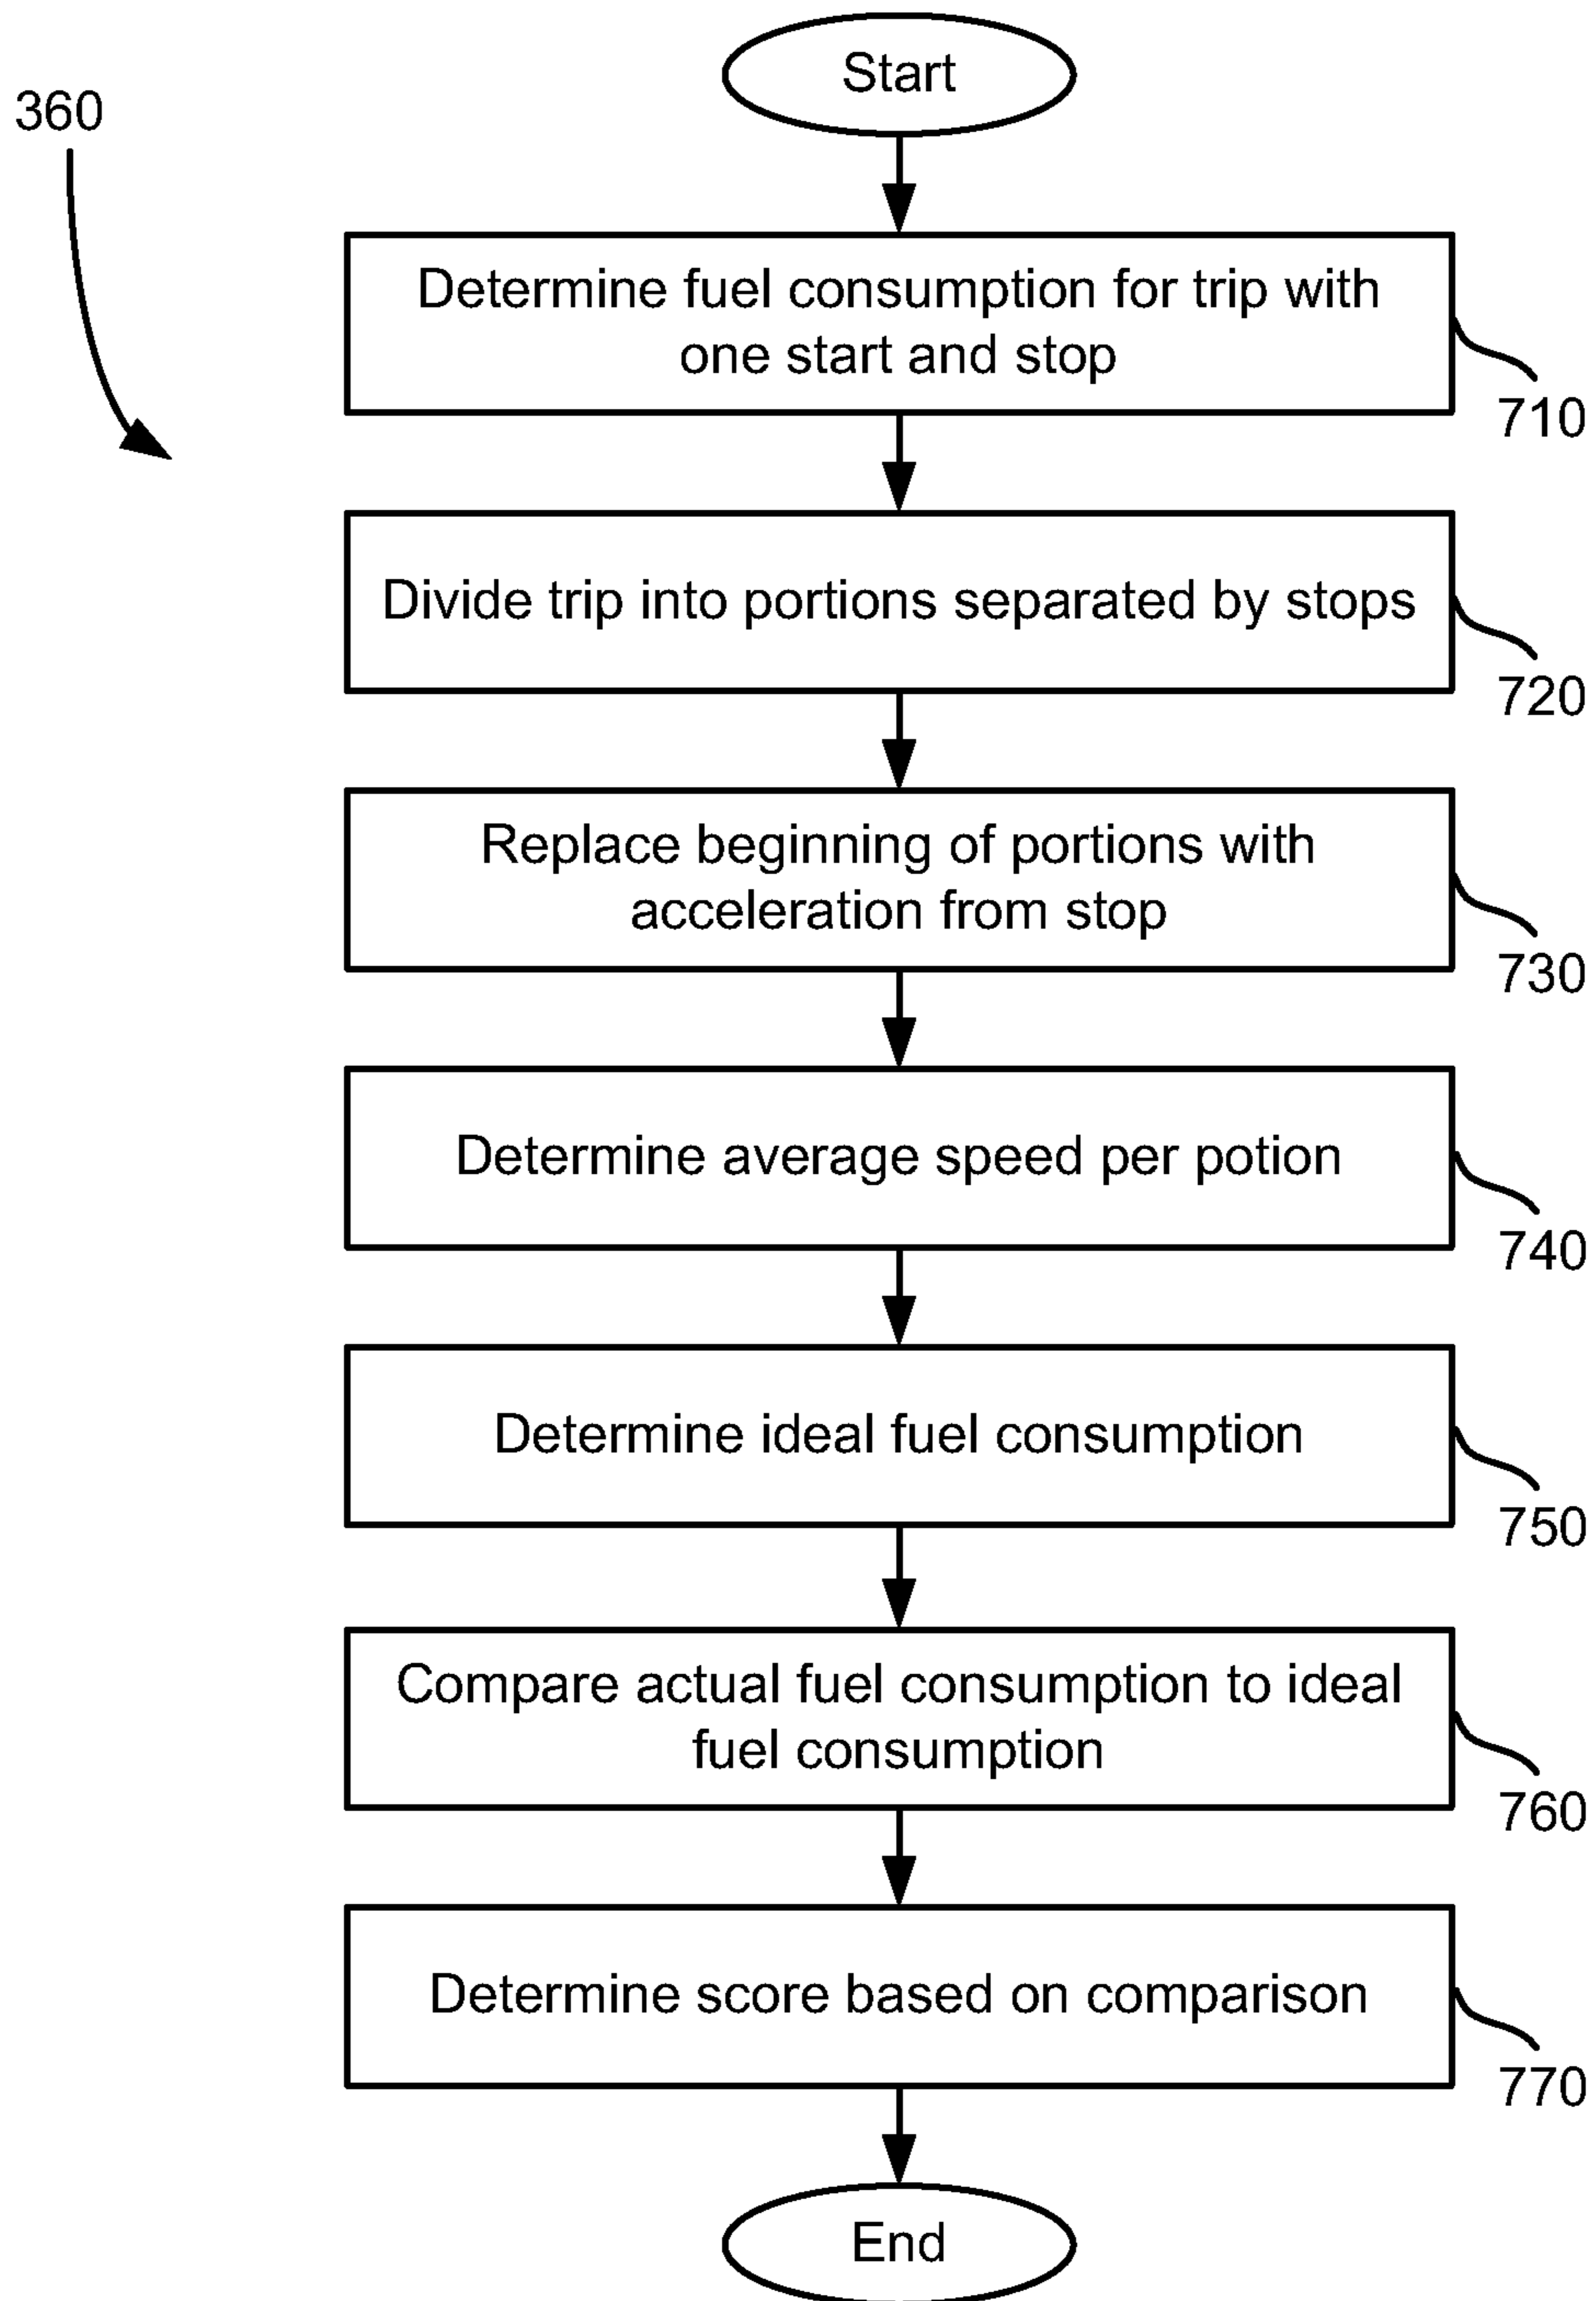 Start
360
Determine fuel consumption for trip with
one start and stop
710
Divide trip into portions separated by stops
720
Replace beginning of portions with
acceleration from stop
730
Determine average speed per potion
740
Determine ideal fuel consumption
750
Compare actual fuel consumption to ideal
fuel consumption
760
Determine score based on comparison
770
End